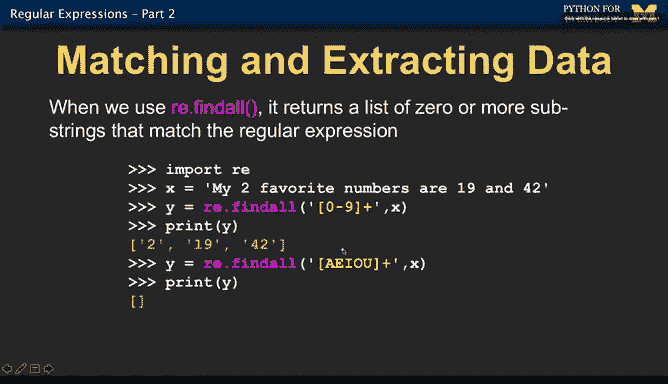 Regular Expressions – Part 2
PYTHON FOR
Matching and Extracting Data
When we use re.findall(), it returns a list of zero or more sub-
strings that match the regular expression
>>> import re
>>> x = 'My 2 favorite numbers are 19 and 42'
>>> y = re.findall('[0-9]+',x)
>>> print(y)
['2', '19', '42']
>>> y = re.findall('[AEIOU]+',x)
>>> print(y)
[]